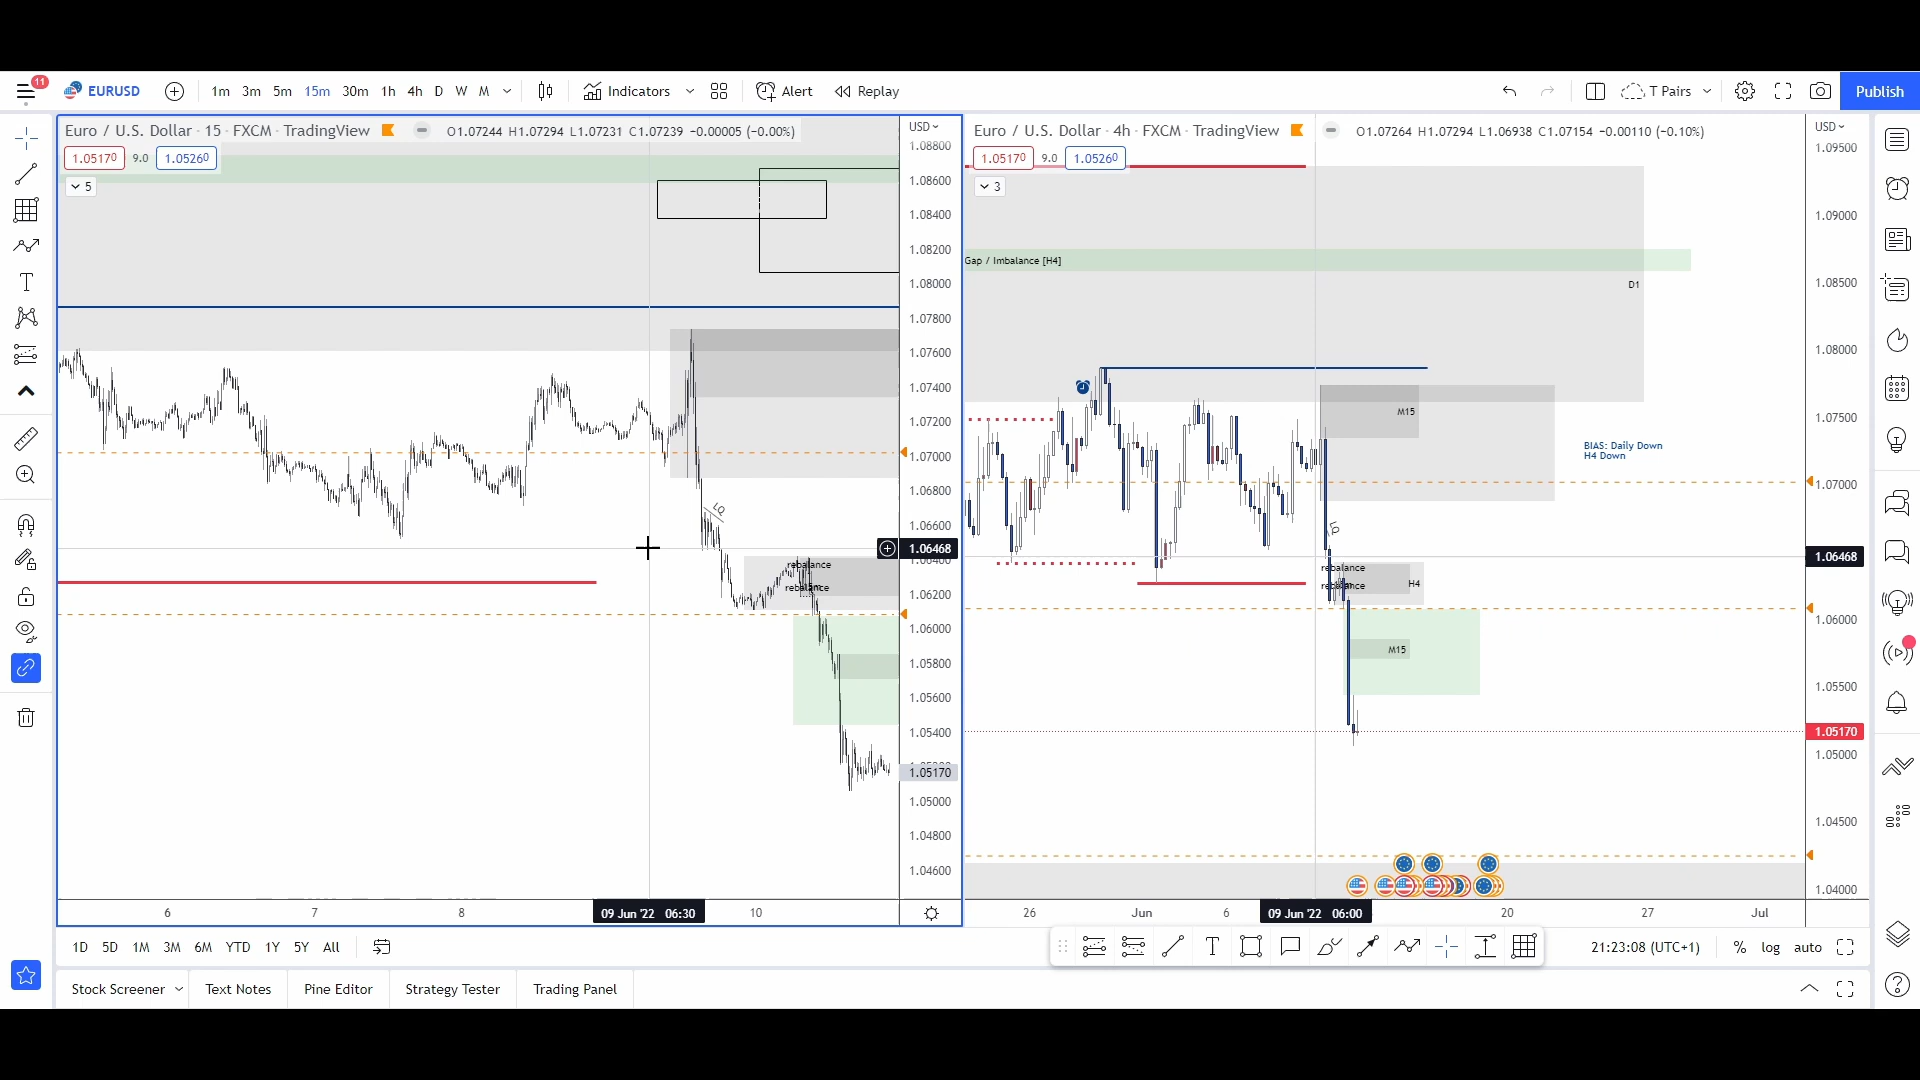 11
EURUSD
1m 3m 5m 15m 30m 1h 4h D W M
Indicators
Alert
Replay
T Pairs
Publish
Euro / U.S. Dollar · 15 · FXCM · TradingView
O1.07244 H1.07294 L1.07231 C1.07239 −0.00005 (−0.00%)
1.05170 9.0 1.05260
5
USD
1.08800
1.08600
1.08400
1.08200
1.08000
1.07800
1.07600
1.07400
1.07200
1.07000
1.06800
1.06600
1.06468
1.06400
1.06200
1.06000
1.05800
1.05600
1.05400
1.05170
1.05000
1.04800
1.04600
LQ
rebalance
rebalance
6 7 8 09 Jun '22 06:30 10
Euro / U.S. Dollar · 4h · FXCM · TradingView
O1.07264 H1.07294 L1.06938 C1.07154 −0.00110 (−0.10%)
1.05170 9.0 1.05260
3
USD
Gap / Imbalance [H4]
D1
M15
BIAS: Daily Down
H4 Down
LQ
rebalance
rebalance
H4
M15
1.09500
1.09000
1.08500
1.08000
1.07500
1.07000
1.06468
1.06000
1.05500
1.05170
1.05000
1.04500
1.04000
26 Jun 6 09 Jun '22 06:00 20 27 Jul
1D 5D 1M 3M 6M YTD 1Y 5Y All
21:23:08 (UTC+1)
% log auto
Stock Screener
Text Notes
Pine Editor
Strategy Tester
Trading Panel